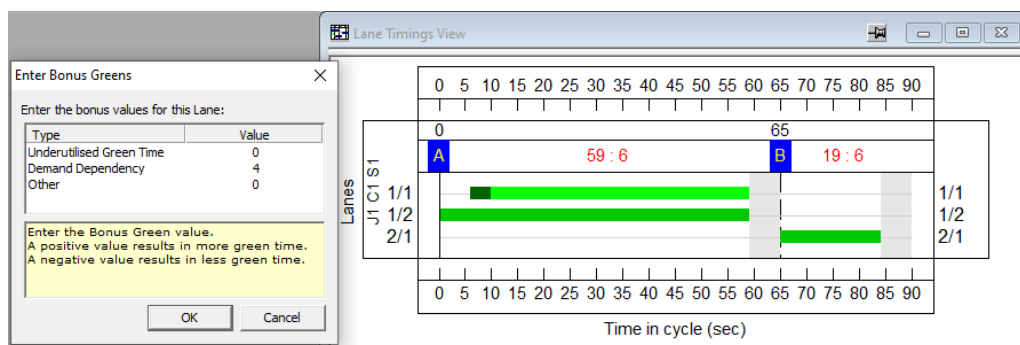 Lane Timings View
Enter Bonus Greens
Enter the bonus values for this Lane:
Type Value
Underutilised Green Time 0
Demand Dependency 4
Other 0
Enter the Bonus Green value.
A positive value results in more green time.
A negative value results in less green time.
OK Cancel
0 5 10 15 20 25 30 35 40 45 50 55 60 65 70 75 80 85 90
0 65
A 59 : 6 B 19 : 6
Lanes
J1 C1 S1
1/1 1/1
1/2 1/2
2/1 2/1
0 5 10 15 20 25 30 35 40 45 50 55 60 65 70 75 80 85 90
Time in cycle (sec)